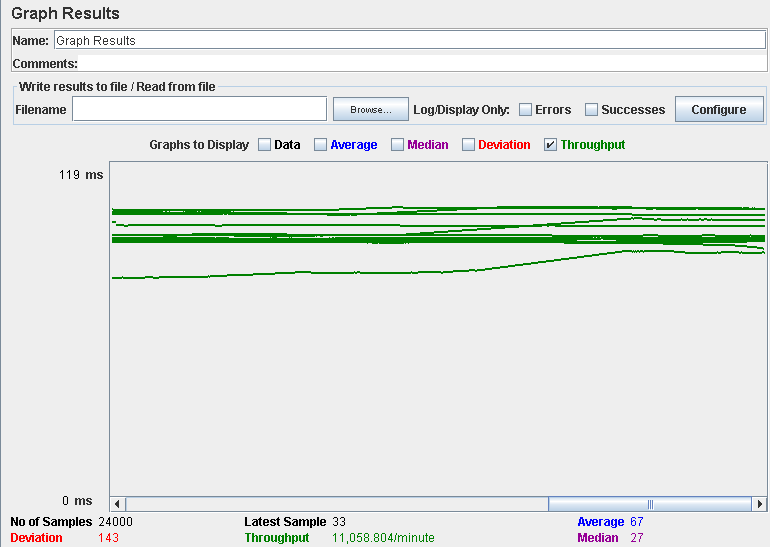 Graph Results
Name: Graph Results
Comments:
Write results to file / Read from file
Filename Browse... Log/Display Only: Errors Successes Configure
Graphs to Display Data Average Median Deviation Throughput
119 ms
0 ms
No of Samples 24000 Latest Sample 33 Average 67
Deviation 143 Throughput 11,058.804/minute Median 27